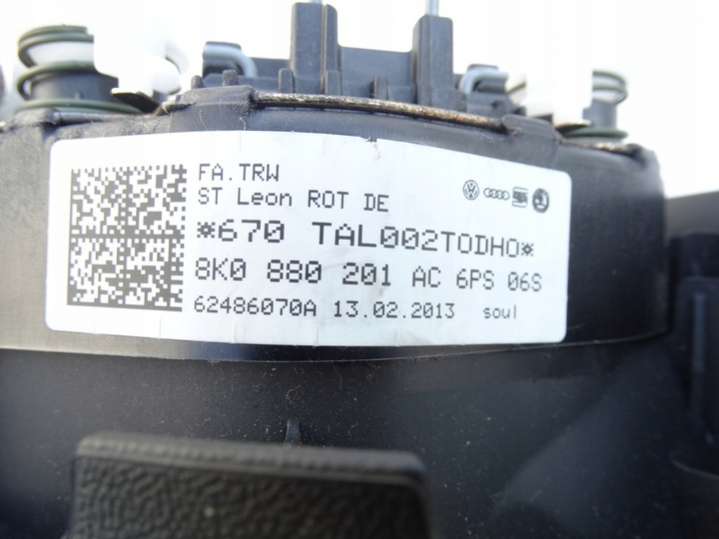 FA.TRW
ST Leon ROT DE
*670 TAL002TODHO*
8K0 880 201 AC 6PS 06S
62486070A 13.02.2013 soul